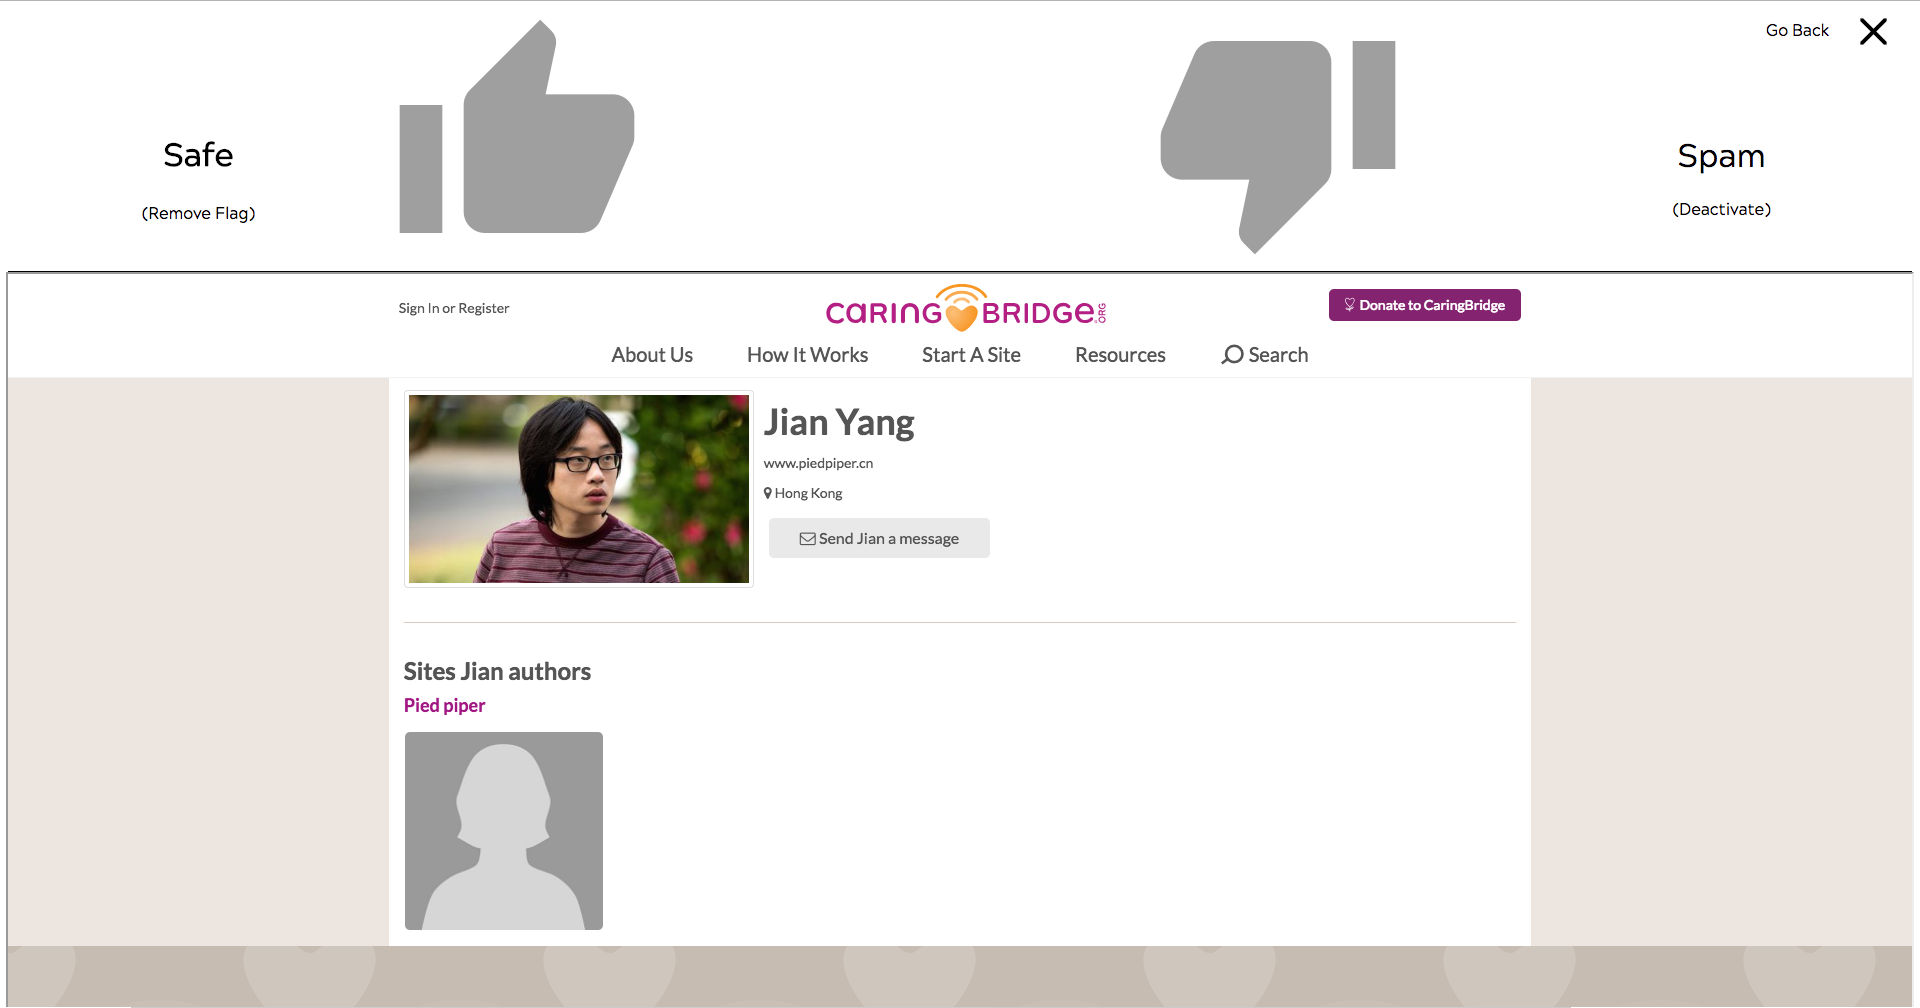 Go Back
Safe
(Remove Flag)
Spam
(Deactivate)
Sign In or Register
CARING BRIDGE.ORG
Donate to CaringBridge
About Us
How It Works
Start A Site
Resources
Search
Jian Yang
www.piedpiper.cn
Hong Kong
Send Jian a message
Sites Jian authors
Pied piper